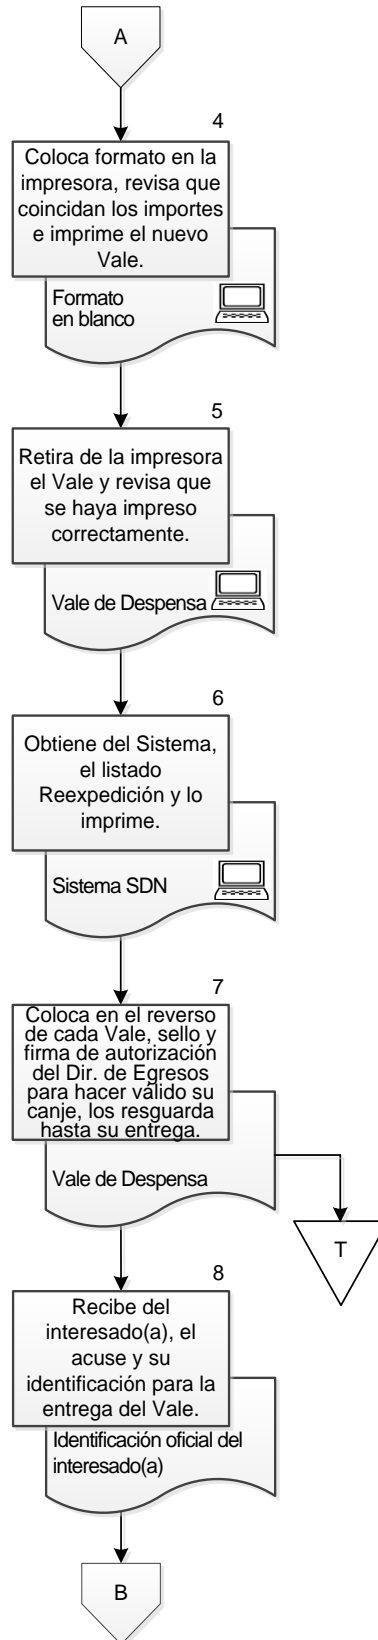 A
4
Coloca formato en la
impresora, revisa que
coincidan los importes
e imprime el nuevo
Vale.
Formato
en blanco
5
Retira de la impresora
el Vale y revisa que
se haya impreso
correctamente.
Vale de Despensa
6
Obtiene del Sistema,
el listado
Reexpedición y lo
imprime.
Sistema SDN
7
Coloca en el reverso
de cada Vale, sello y
firma de autorización
del Dir. de Egresos
para hacer válido su
canje, los resguarda
hasta su entrega.
Vale de Despensa
T
8
Recibe del
interesado(a), el
acuse y su
identificación para la
entrega del Vale.
Identificación oficial del
interesado(a)
B